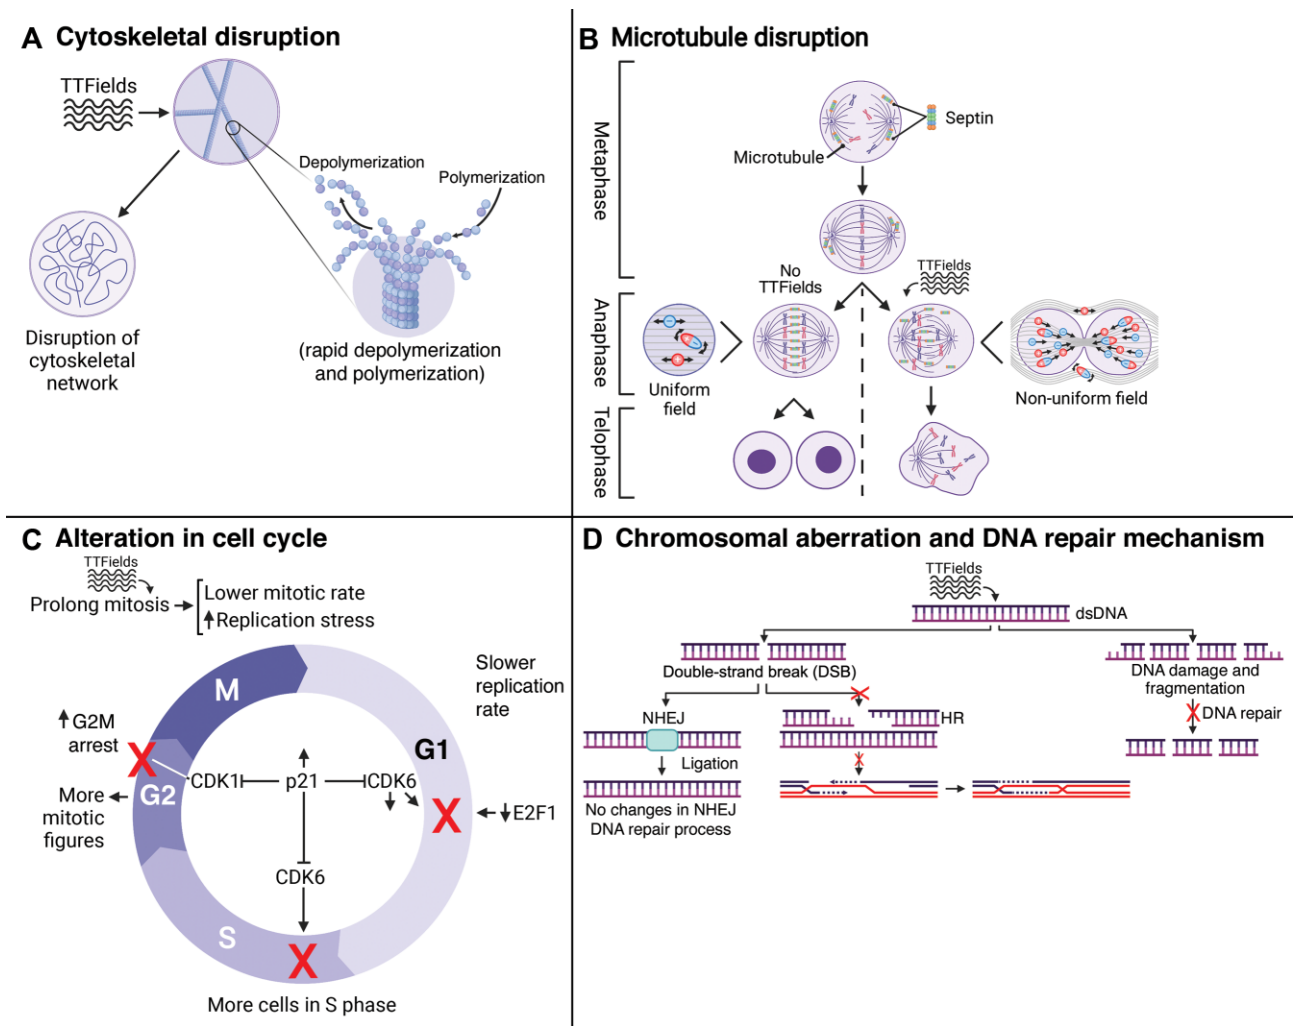 A Cytoskeletal disruption
TTFields
Depolymerization
Polymerization
Disruption of
cytoskeletal
network
(rapid depolymerization
and polymerization)
B Microtubule disruption
Metaphase
Septin
Microtubule
No
TTFields
TTFields
Anaphase
Uniform
field
Non-uniform field
Telophase
C Alteration in cell cycle
TTFields
Prolong mitosis
Lower mitotic rate
Replication stress
Slower
replication
rate
M
G2M
arrest
G1
CDK1
p21
CDK6
G2
More
mitotic
figures
E2F1
CDK6
S
More cells in S phase
D Chromosomal aberration and DNA repair mechanism
TTFields
dsDNA
Double-strand break (DSB)
DNA damage and
fragmentation
NHEJ
HR
DNA repair
Ligation
No changes in NHEJ
DNA repair process